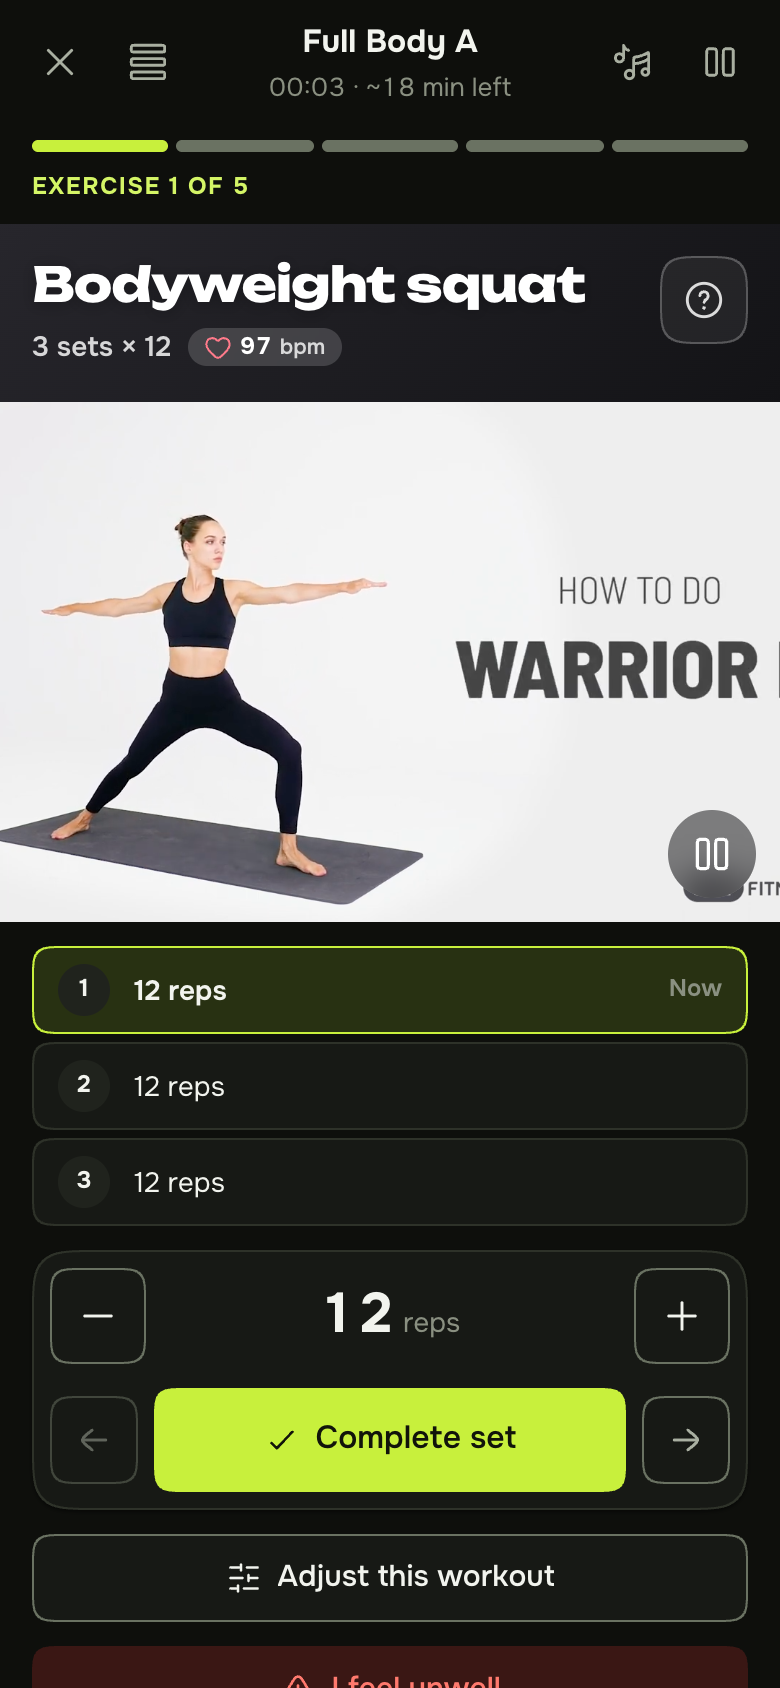 Full Body A
00:03 · ~18 min left
EXERCISE 1 OF 5
Bodyweight squat
3 sets × 12
97 bpm
HOW TO DO
WARRIOR
1 12 reps Now
2 12 reps
3 12 reps
12 reps
Complete set
Adjust this workout
I feel unwell